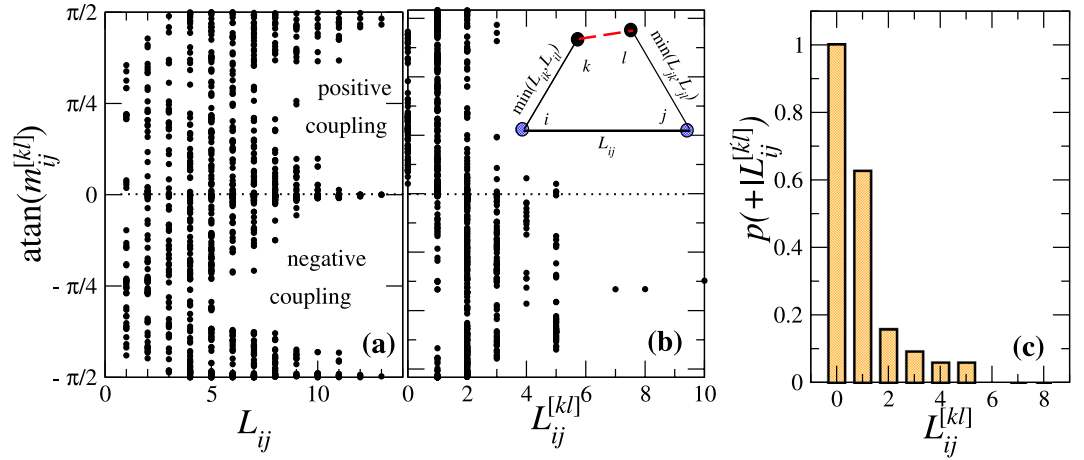 atan(m_{ij}^{[kl]})
π/2
π/4
0
- π/4
- π/2
positive
coupling
negative
coupling
(a)
0 5 10
L_{ij}
min(L_{ik},L_{il})
k
l
min(L_{jk},L_{jl})
i
j
L_{ij}
(b)
0 2 4 6 8 10
L_{ij}^{[kl]}
p(+|L_{ij}^{[kl]})
1
0.8
0.6
0.4
0.2
0
(c)
0 2 4 6 8
L_{ij}^{[kl]}